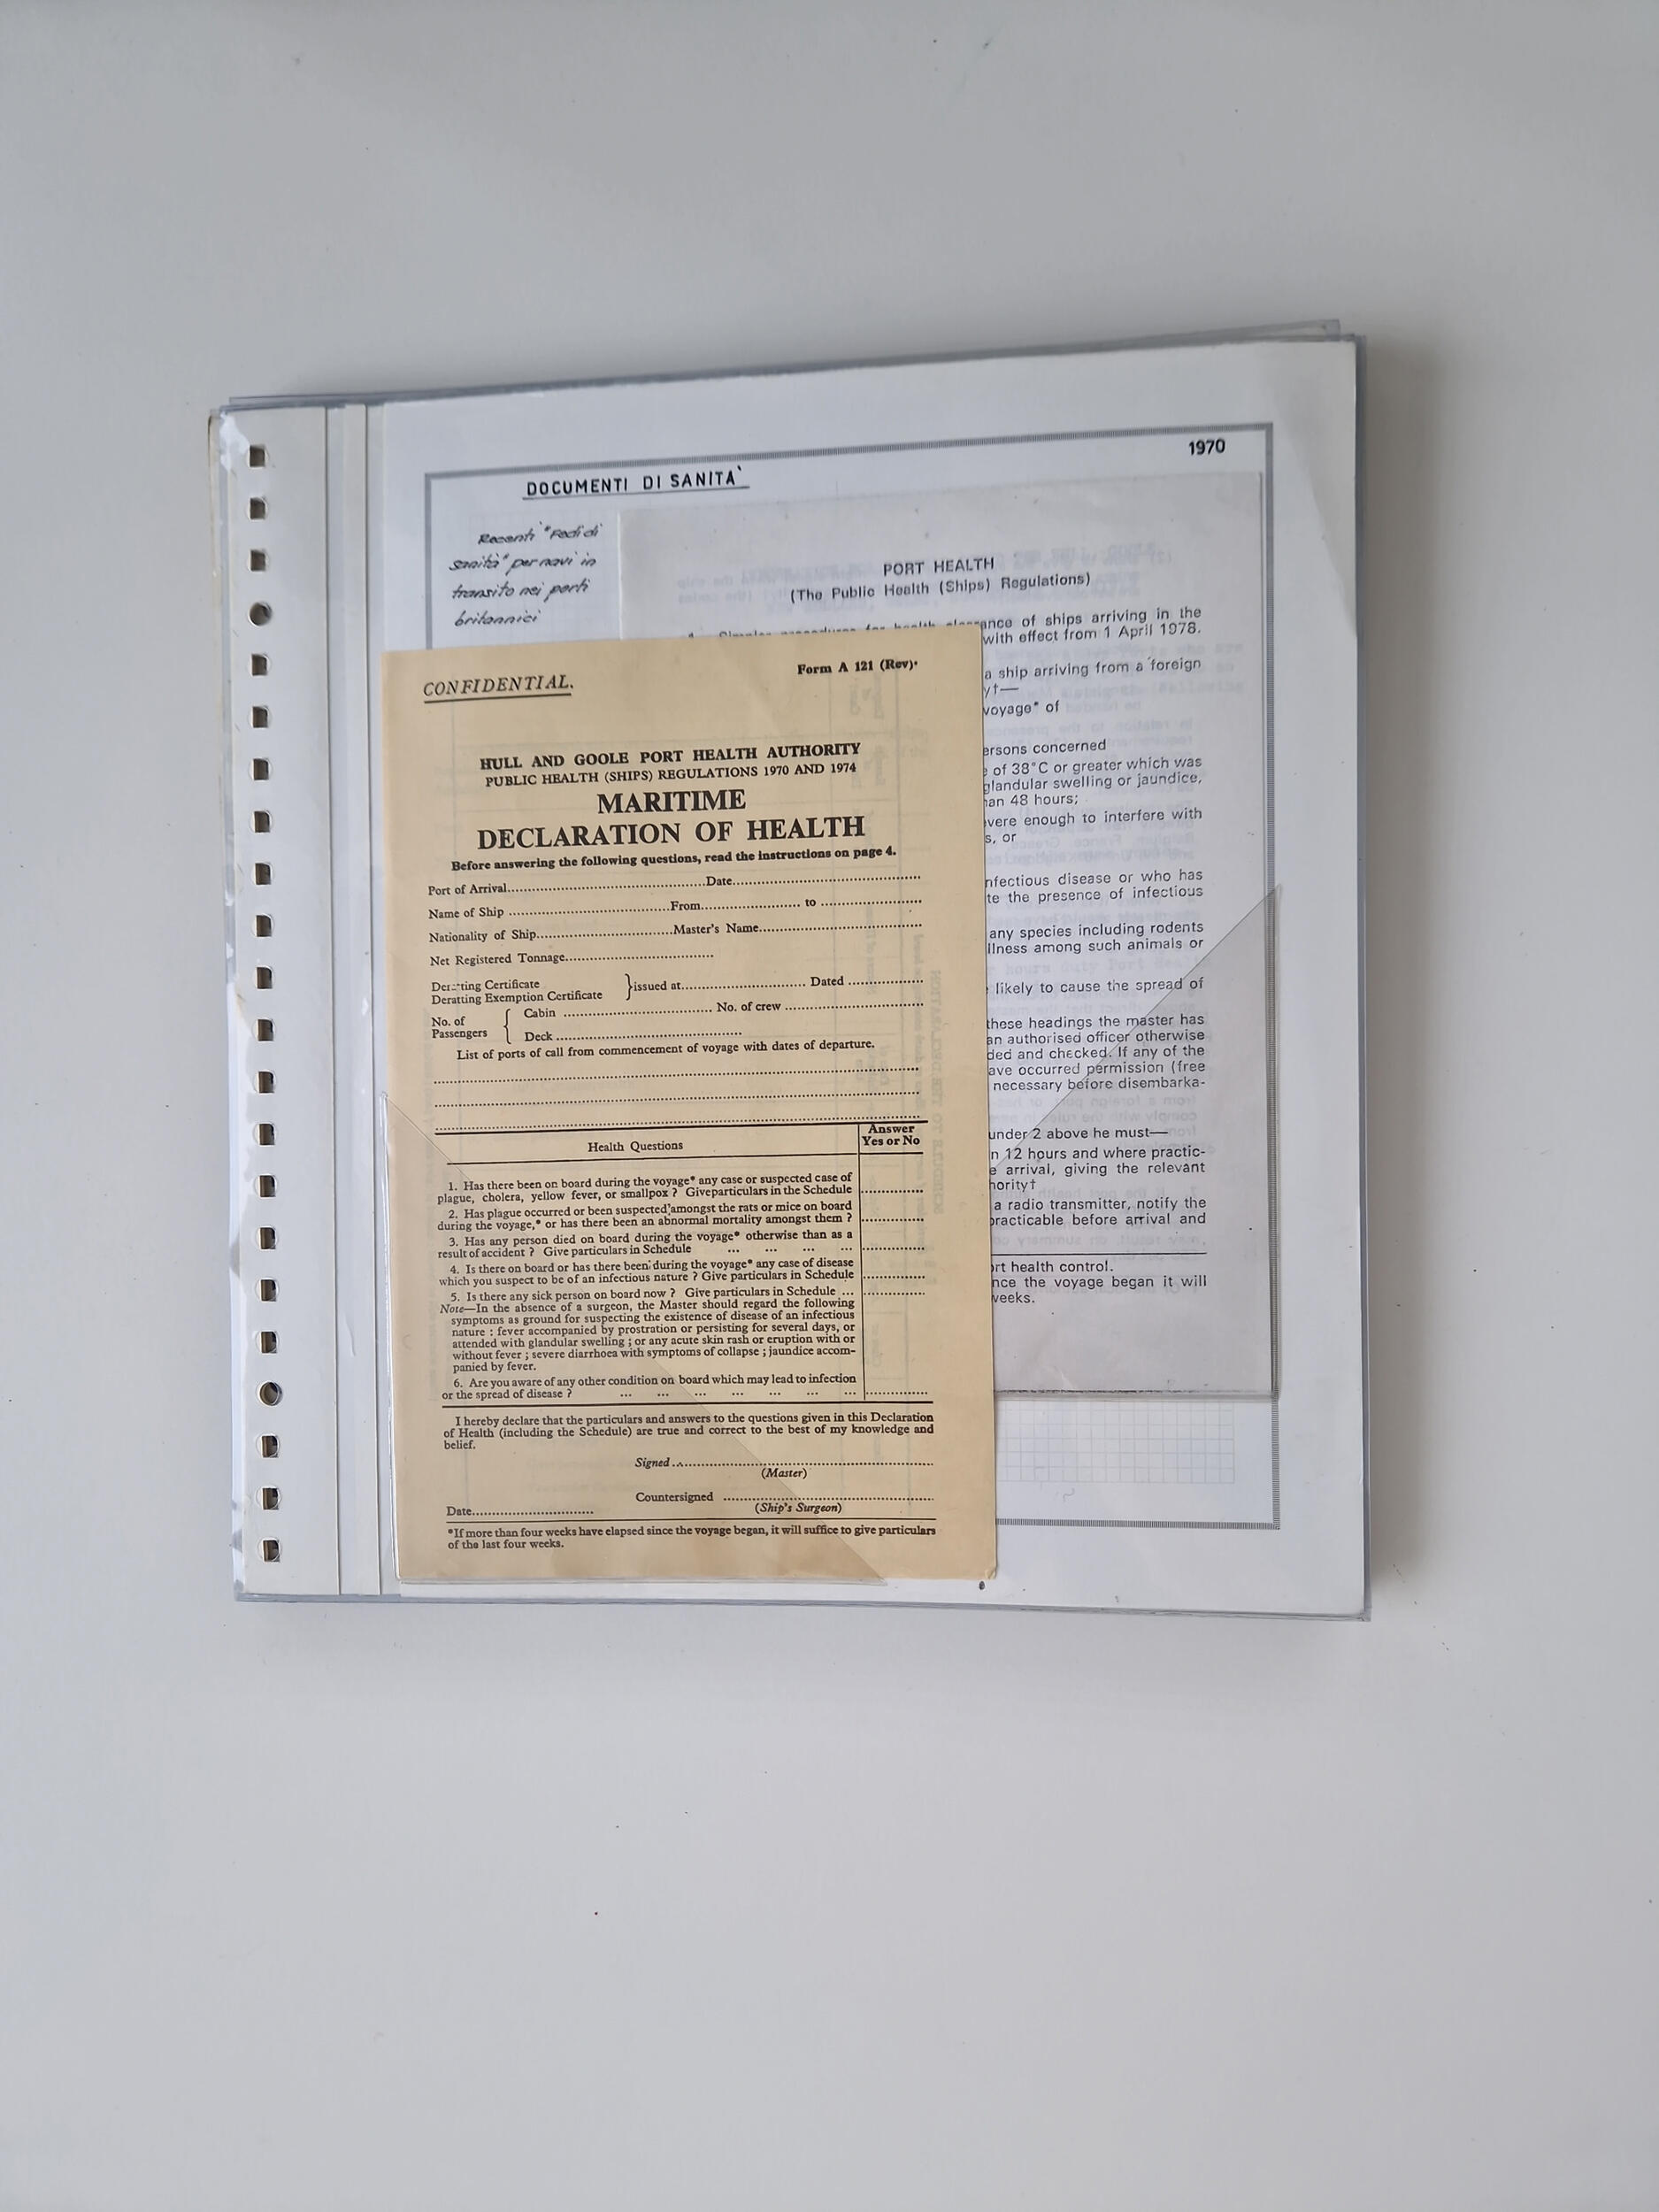 1970
DOCUMENTI DI SANITA`
Recenti "Fedi di
sanità" per navi in
transito nei porti
britannici
PORT HEALTH
(The Public Health (Ships) Regulations)
1. Simpler procedures for health clearance of ships arriving in the
with effect from 1 April 1978.
a ship arriving from a foreign
y†—
voyage* of
ersons concerned
of 38°C or greater which was
glandular swelling or jaundice,
an 48 hours;
vere enough to interfere with
s, or
nfectious disease or who has
te the presence of infectious
any species including rodents
llness among such animals or
likely to cause the spread of
these headings the master has
an authorised officer otherwise
ded and checked. If any of the
ave occurred permission (free
necessary before disembarka-
under 2 above he must—
n 12 hours and where practic-
e arrival, giving the relevant
hority†
a radio transmitter, notify the
racticable before arrival and
rt health control.
nce the voyage began it will
weeks.
CONFIDENTIAL.
Form A 121 (Rev).
HULL AND GOOLE PORT HEALTH AUTHORITY
PUBLIC HEALTH (SHIPS) REGULATIONS 1970 AND 1974
MARITIME
DECLARATION OF HEALTH
Before answering the following questions, read the instructions on page 4.
Port of Arrival Date
Name of Ship From to
Nationality of Ship Master's Name
Net Registered Tonnage
Deratting Certificate
Deratting Exemption Certificate } issued at Dated
No. of Passengers { Cabin No. of crew
Deck
List of ports of call from commencement of voyage with dates of departure.
Health Questions Answer Yes or No
1. Has there been on board during the voyage* any case or suspected case of
plague, cholera, yellow fever, or smallpox ? Give particulars in the Schedule
2. Has plague occurred or been suspected amongst the rats or mice on board
during the voyage,* or has there been an abnormal mortality amongst them ?
3. Has any person died on board during the voyage* otherwise than as a
result of accident ? Give particulars in Schedule ... ... ... ...
4. Is there on board or has there been during the voyage* any case of disease
which you suspect to be of an infectious nature ? Give particulars in Schedule
5. Is there any sick person on board now ? Give particulars in Schedule ...
Note—In the absence of a surgeon, the Master should regard the following
symptoms as ground for suspecting the existence of disease of an infectious
nature : fever accompanied by prostration or persisting for several days, or
attended with glandular swelling ; or any acute skin rash or eruption with or
without fever ; severe diarrhoea with symptoms of collapse ; jaundice accom-
panied by fever.
6. Are you aware of any other condition on board which may lead to infection
or the spread of disease ? ... ... ... ... ... ... ...
I hereby declare that the particulars and answers to the questions given in this Declaration
of Health (including the Schedule) are true and correct to the best of my knowledge and
belief.
Signed
(Master)
Date Countersigned
(Ship's Surgeon)
*If more than four weeks have elapsed since the voyage began, it will suffice to give particulars
of the last four weeks.